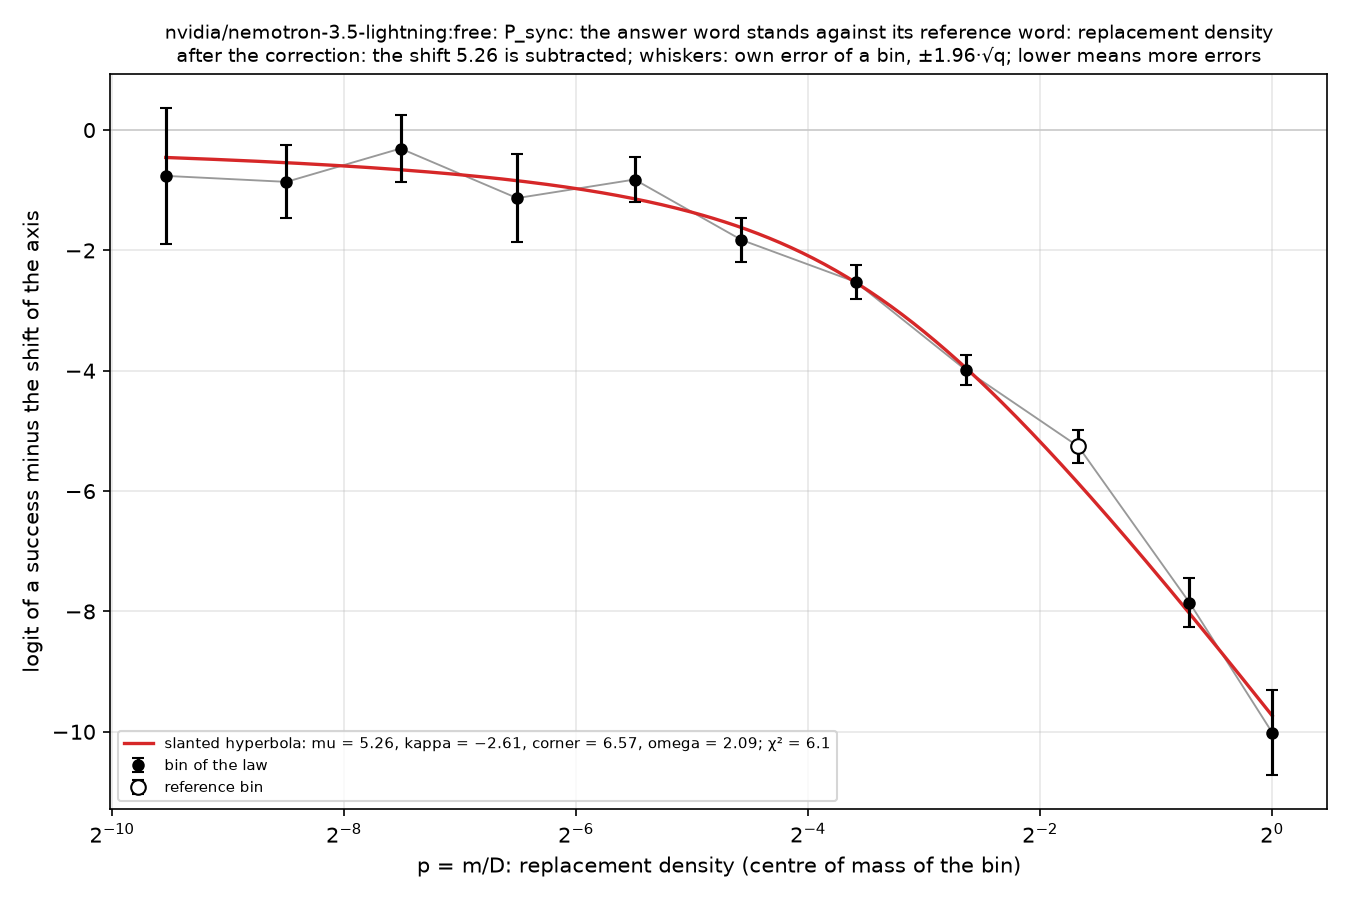 nvidia/nemotron-3.5-lightning:free: P_sync: the answer word stands against its reference word: replacement density
after the correction: the shift 5.26 is subtracted; whiskers: own error of a bin, ±1.96·√q; lower means more errors
logit of a success minus the shift of the axis
0
−2
−4
−6
−8
−10
slanted hyperbola: mu = 5.26, kappa = −2.61, corner = 6.57, omega = 2.09; χ² = 6.1
bin of the law
reference bin
2⁻¹⁰ 2⁻⁸ 2⁻⁶ 2⁻⁴ 2⁻² 2⁰
p = m/D: replacement density (centre of mass of the bin)